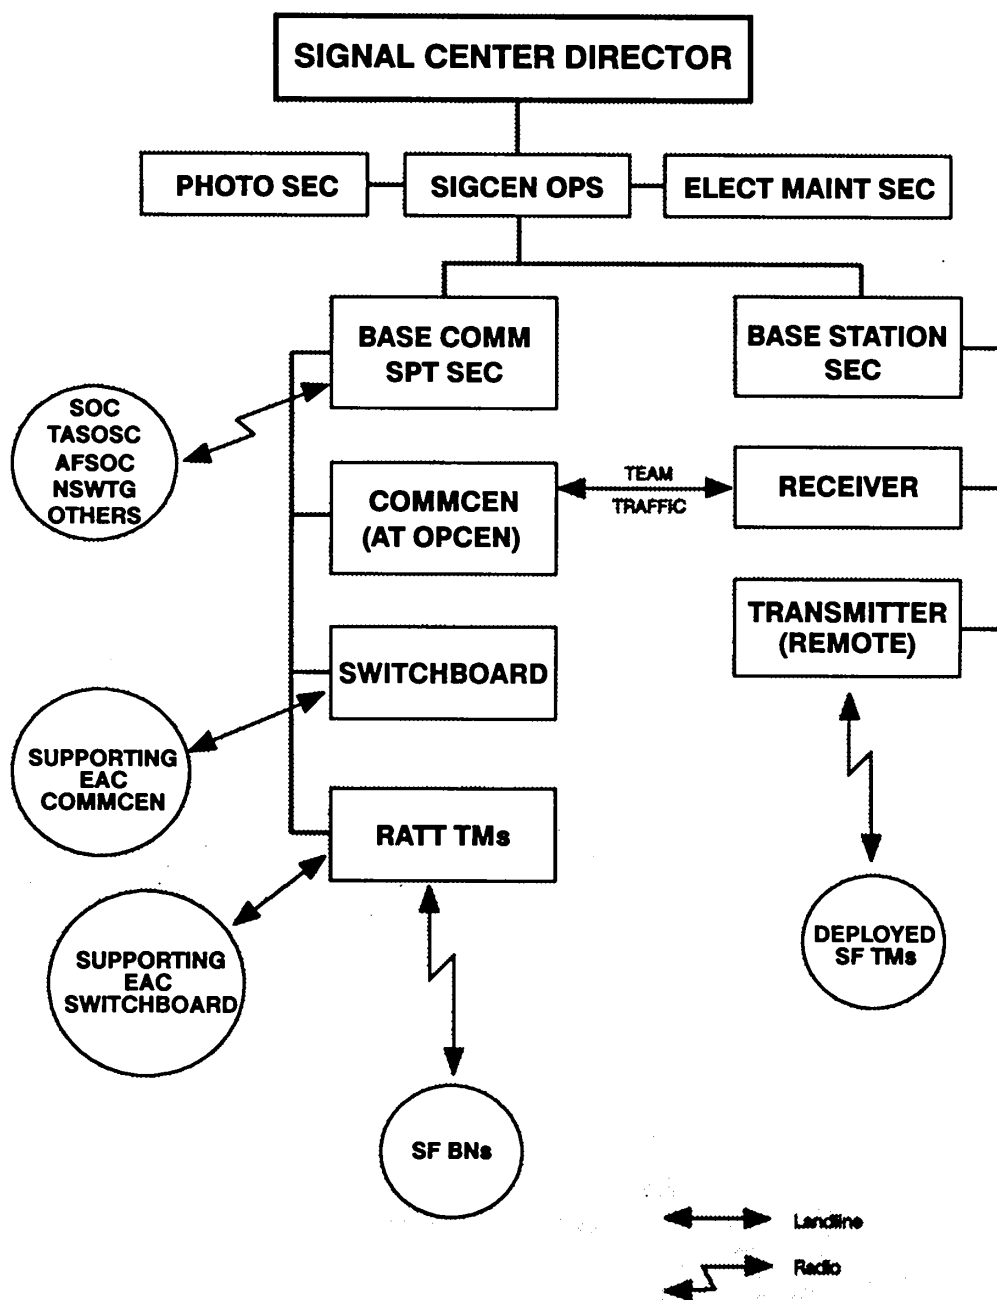 SIGNAL CENTER DIRECTOR
PHOTO SEC
SIGCEN OPS
ELECT MAINT SEC
BASE COMM
SPT SEC
BASE STATION
SEC
SOC
TASOSC
AFSOC
NSWTG
OTHERS
COMMCEN
(AT OPCEN)
TEAM
TRAFFIC
RECEIVER
TRANSMITTER
(REMOTE)
SWITCHBOARD
SUPPORTING
EAC
COMMCEN
RATT TMs
SUPPORTING
EAC
SWITCHBOARD
DEPLOYED
SF TMs
SF BNs
Landline
Radio